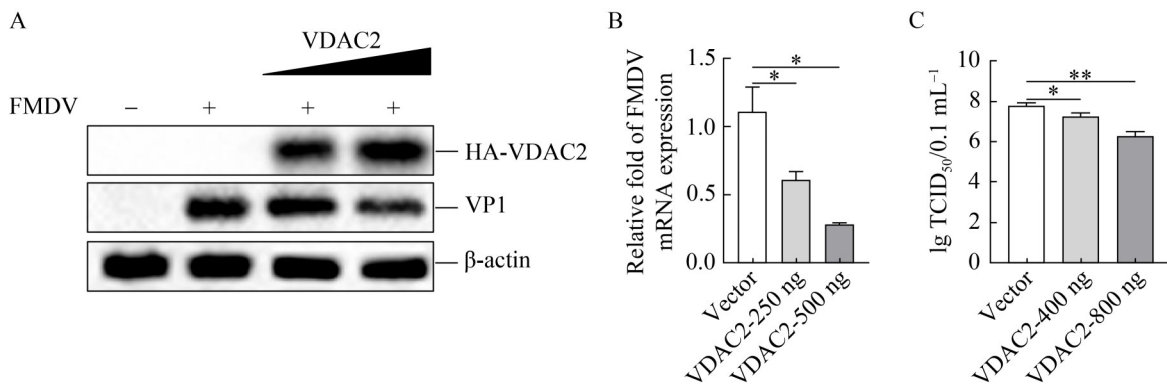 A
VDAC2
FMDV − + + +
HA-VDAC2
VP1
β-actin
B
Relative fold of FMDV
mRNA expression
1.5
1.0
0.5
0.0
*
*
Vector
VDAC2-250 ng
VDAC2-500 ng
C
lg TCID₅₀/0.1 mL⁻¹
10
8
6
4
2
0
**
*
Vector
VDAC2-400 ng
VDAC2-800 ng